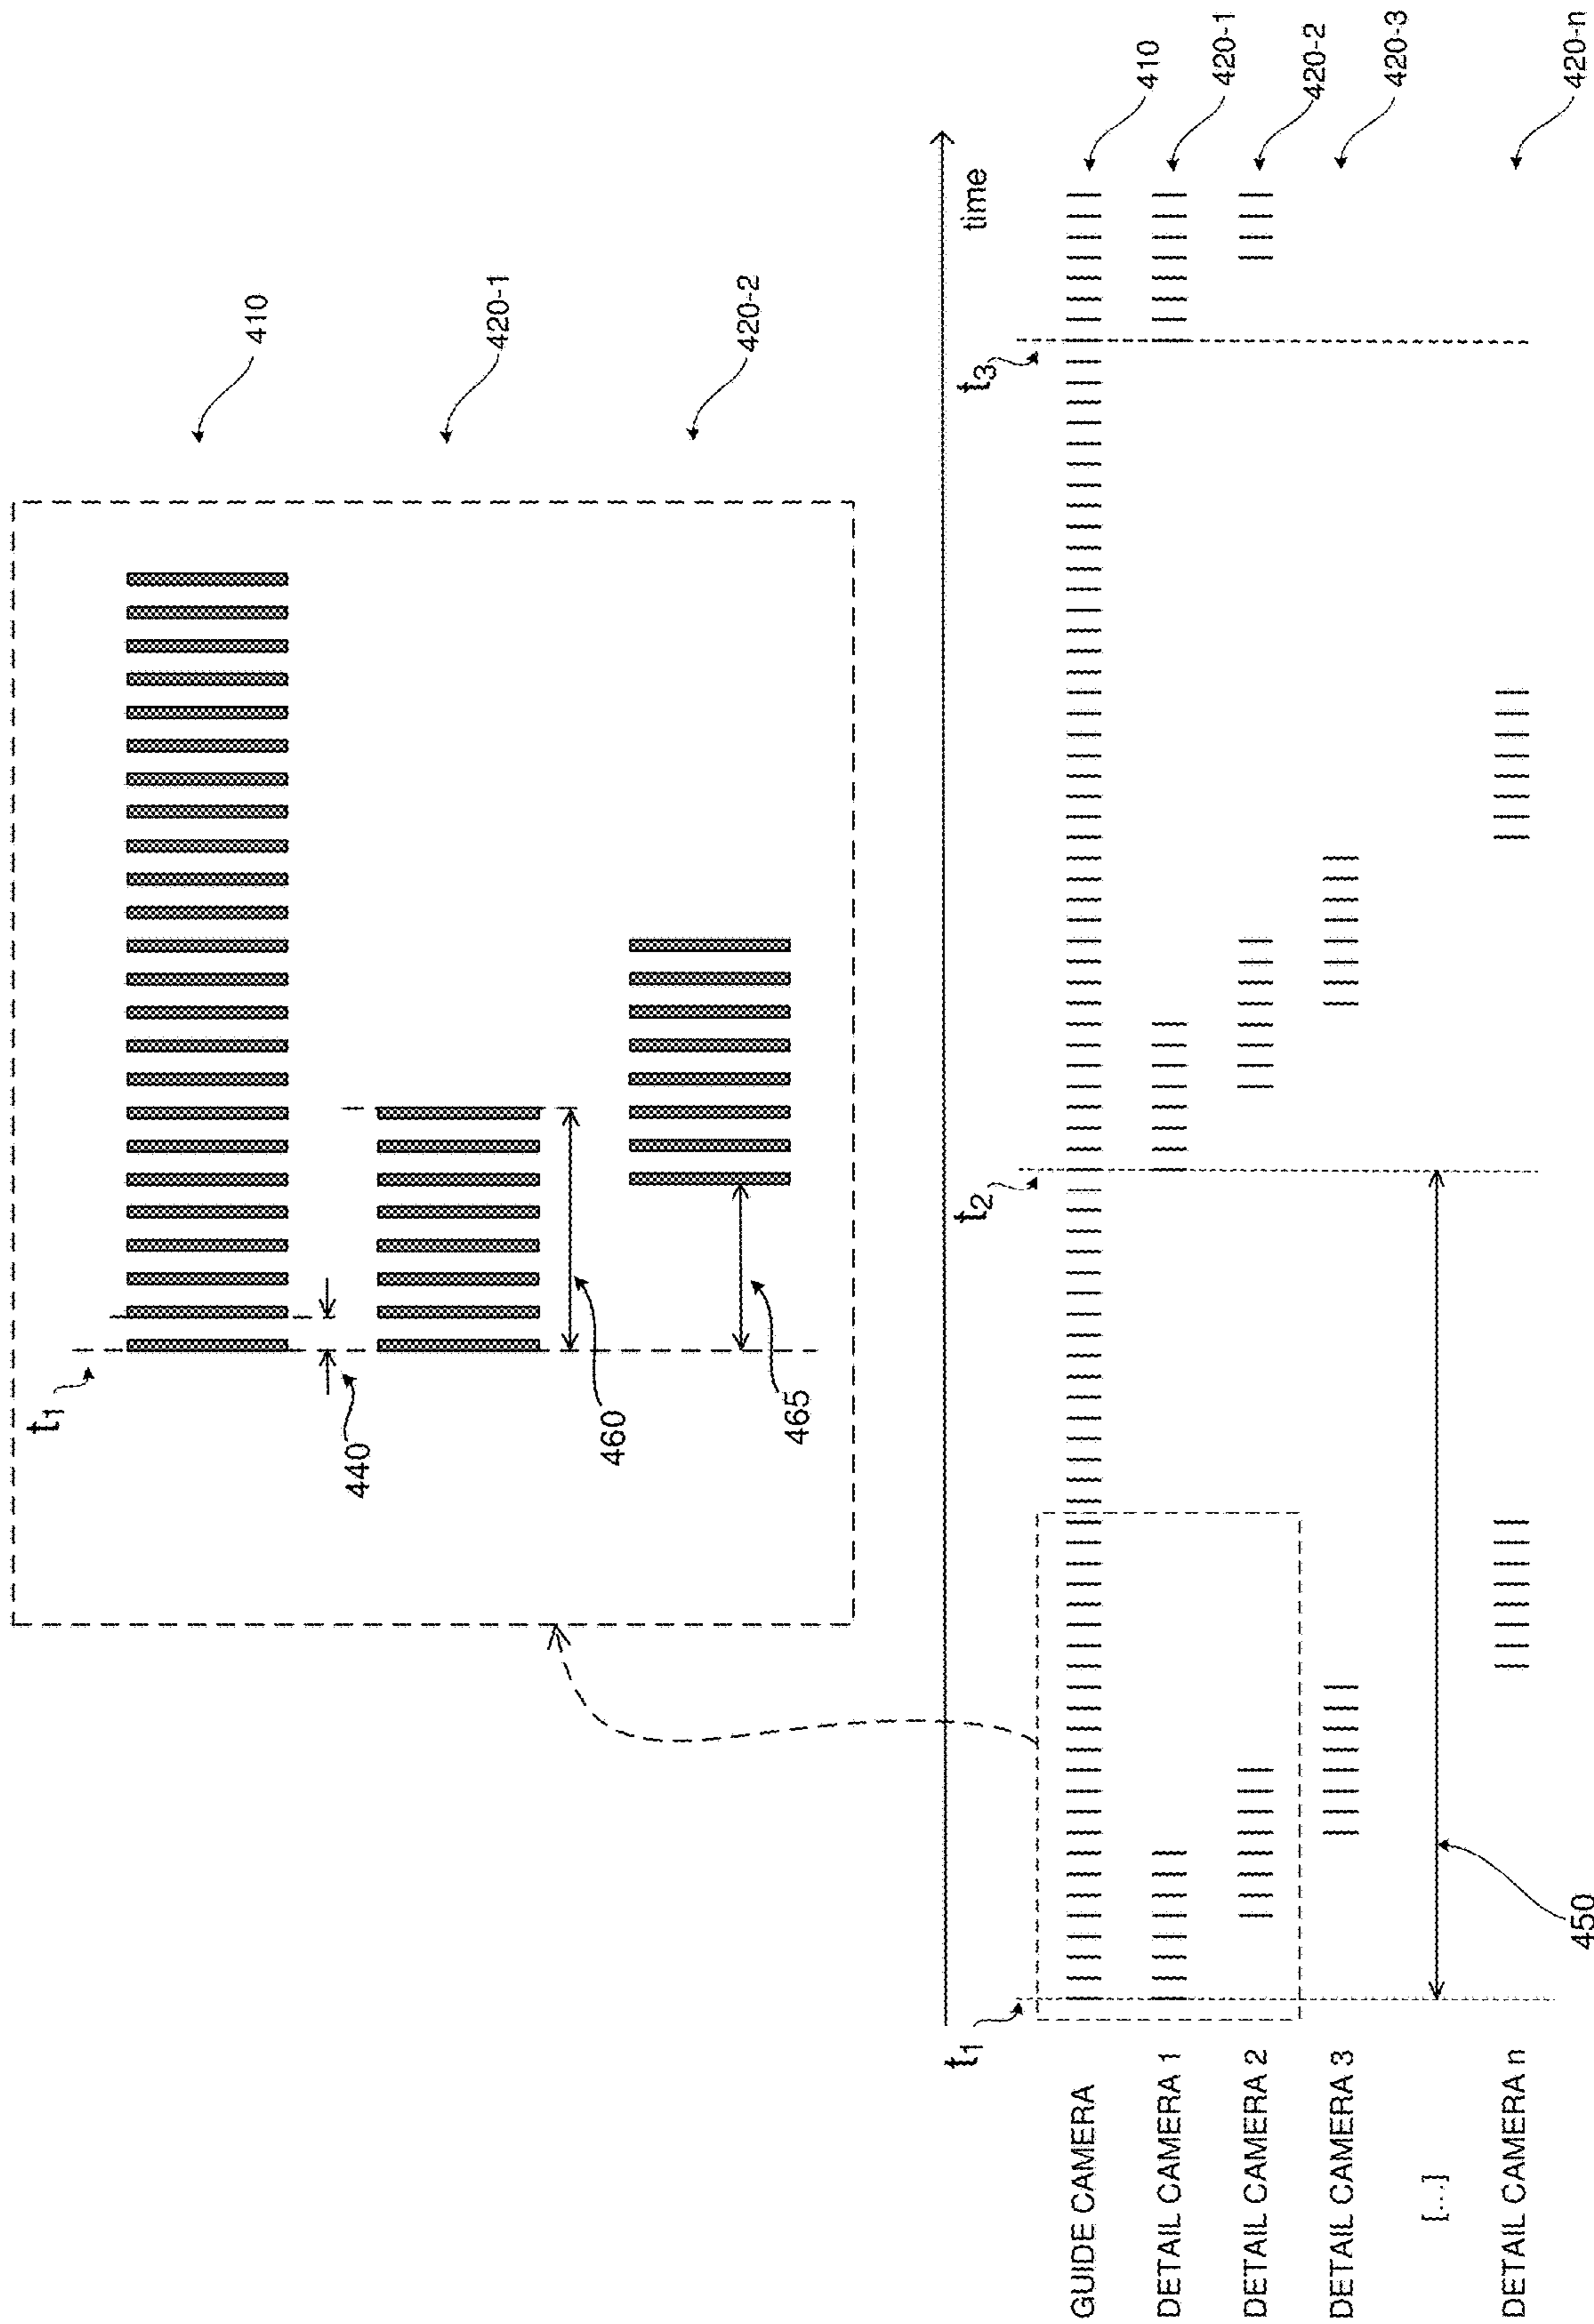 410
420-1
420-2
t1
440
460
465
time
t1
t2
t3
GUIDE CAMERA
410
DETAIL CAMERA 1
420-1
DETAIL CAMERA 2
420-2
DETAIL CAMERA 3
420-3
[...]
450
DETAIL CAMERA n
420-n